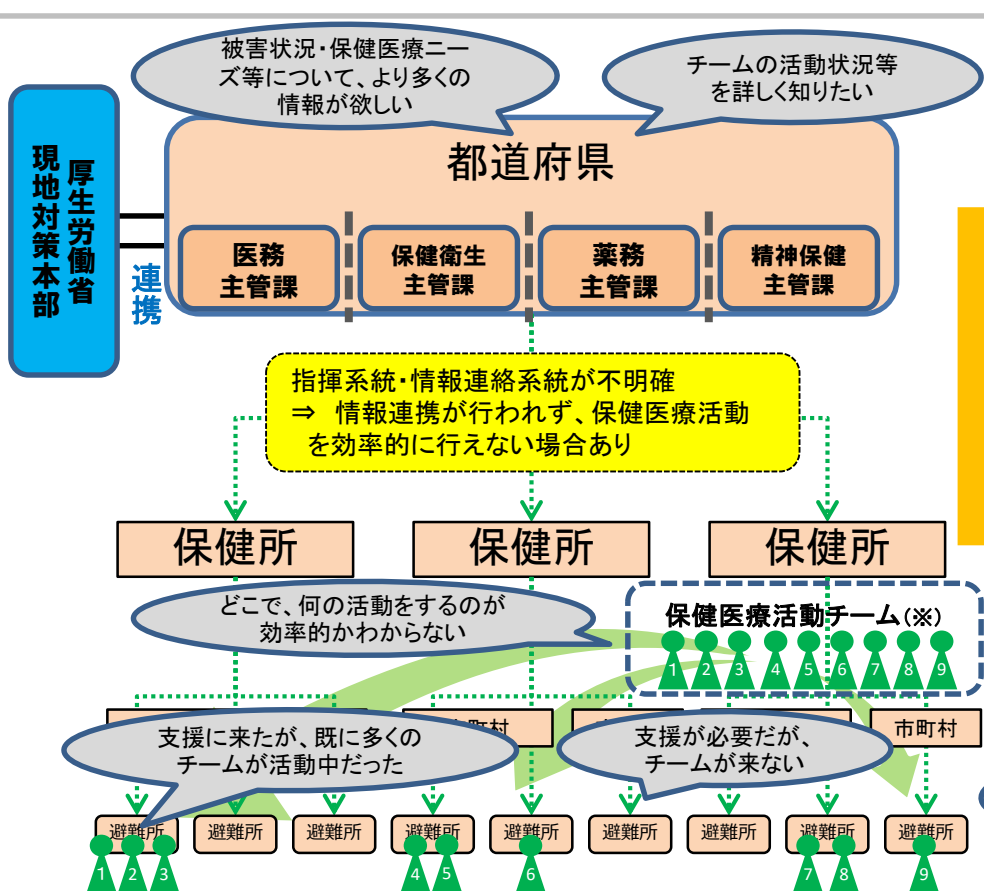 被害状況・保健医療ニー
ズ等について、より多くの
情報が欲しい
チームの活動状況等
を詳しく知りたい
厚生労働省
現地対策本部
連携
都道府県
医務
主管課
保健衛生
主管課
薬務
主管課
精神保健
主管課
指揮系統・情報連絡系統が不明確
⇒ 情報連携が行われず、保健医療活動
を効率的に行えない場合あり
保健所
保健所
保健所
どこで、何の活動をするのが
効率的かわからない
保健医療活動チーム(※)
1 2 3 4 5 6 7 8 9
支援に来たが、既に多くの
チームが活動中だった
町村
支援が必要だが、
チームが来ない
市町村
避難所
避難所
避難所
避難所
避難所
避難所
避難所
避難所
避難所
1 2 3
4 5
6
7 8
9